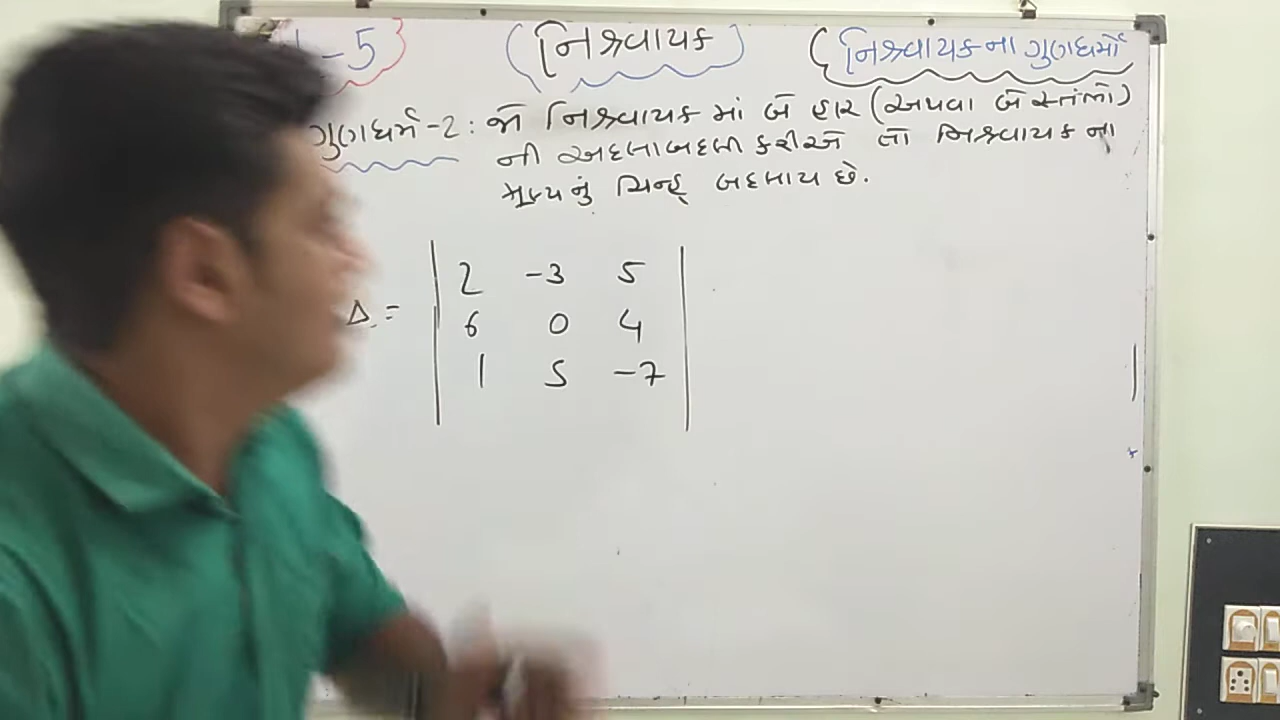 -5 નિશ્ચાયક નિશ્ચાયકના ગુણધર્મો
ગુણધર્મ-2: જો નિશ્ચાયક માં બે હાર (અથવા બે સ્તંભો)
ની અદલાબદલી કરીએ તો નિશ્ચાયક ના
મૂલ્યનું ચિન્હ બદલાય છે.
2 -3 5
Δ = 6 0 4
1 5 -7